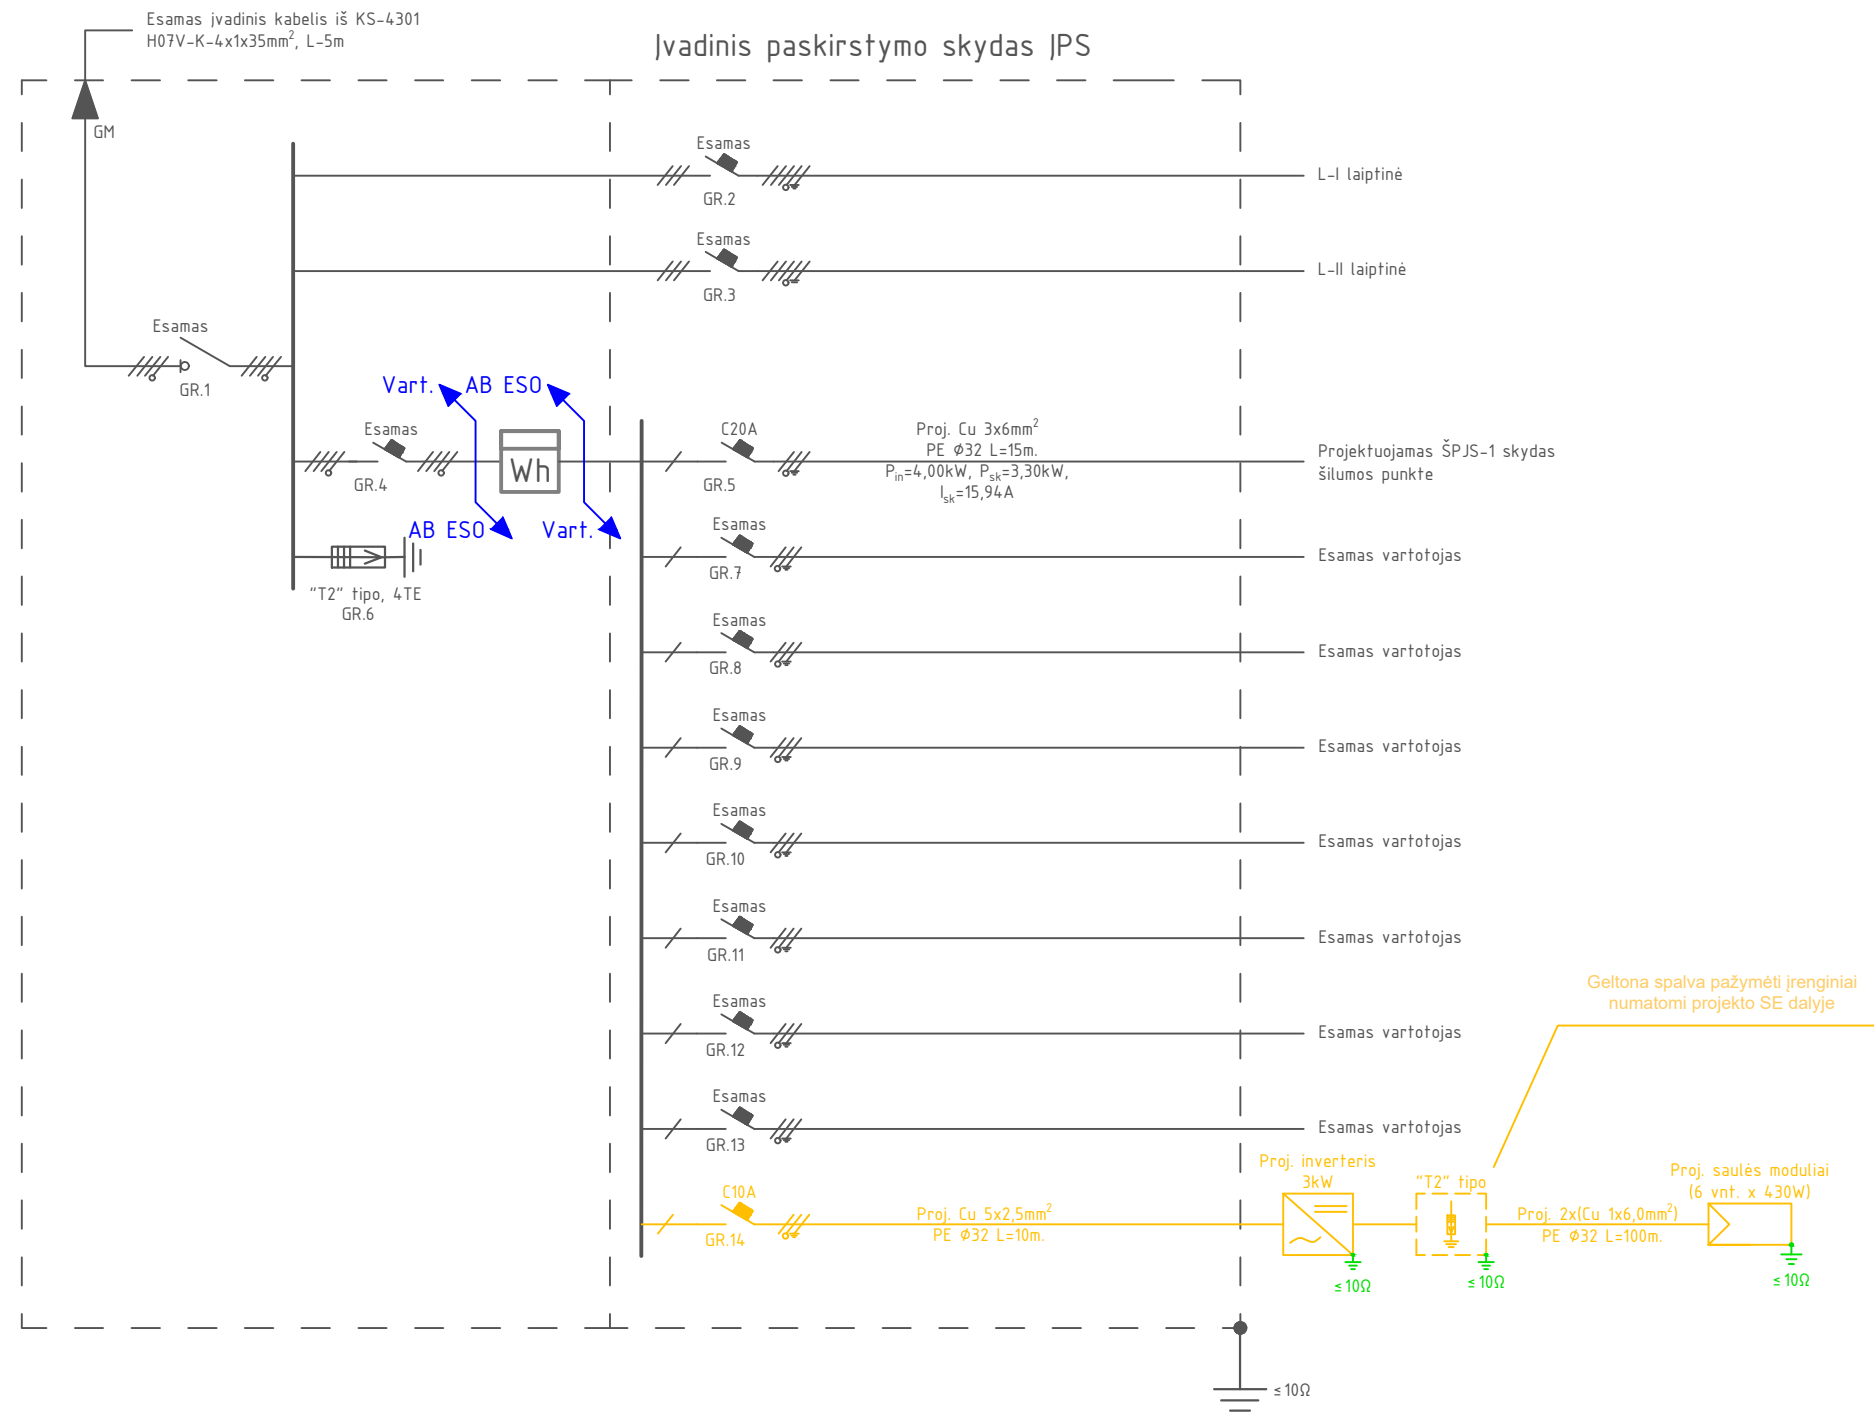 Esamas įvadinis kabelis iš KS-4301
H07V-K-4x1x35mm², L-5m
Įvadinis paskirstymo skydas ĮPS
GM
Esamas
GR.2
L-I laiptinė
Esamas
GR.3
L-II laiptinė
Esamas
GR.1
Vart.
AB ESO
Esamas
GR.4
Wh
AB ESO
Vart.
"T2" tipo, 4TE
GR.6
C20A
GR.5
Proj. Cu 3x6mm²
PE ϕ32 L=15m.
Pin=4,00kW, Psk=3,30kW,
Isk=15,94A
Projektuojamas ŠPJS-1 skydas
šilumos punkte
Esamas
GR.7
Esamas vartotojas
Esamas
GR.8
Esamas vartotojas
Esamas
GR.9
Esamas vartotojas
Esamas
GR.10
Esamas vartotojas
Esamas
GR.11
Esamas vartotojas
Esamas
GR.12
Esamas vartotojas
Esamas
GR.13
Esamas vartotojas
Geltona spalva pažymėti įrenginiai
numatomi projekto SE dalyje
C10A
GR.14
Proj. Cu 5x2,5mm²
PE ϕ32 L=10m.
Proj. inverteris
3kW
≤10Ω
"T2" tipo
≤10Ω
Proj. 2x(Cu 1x6,0mm²)
PE ϕ32 L=100m.
Proj. saulės moduliai
(6 vnt. x 430W)
≤10Ω
≤10Ω